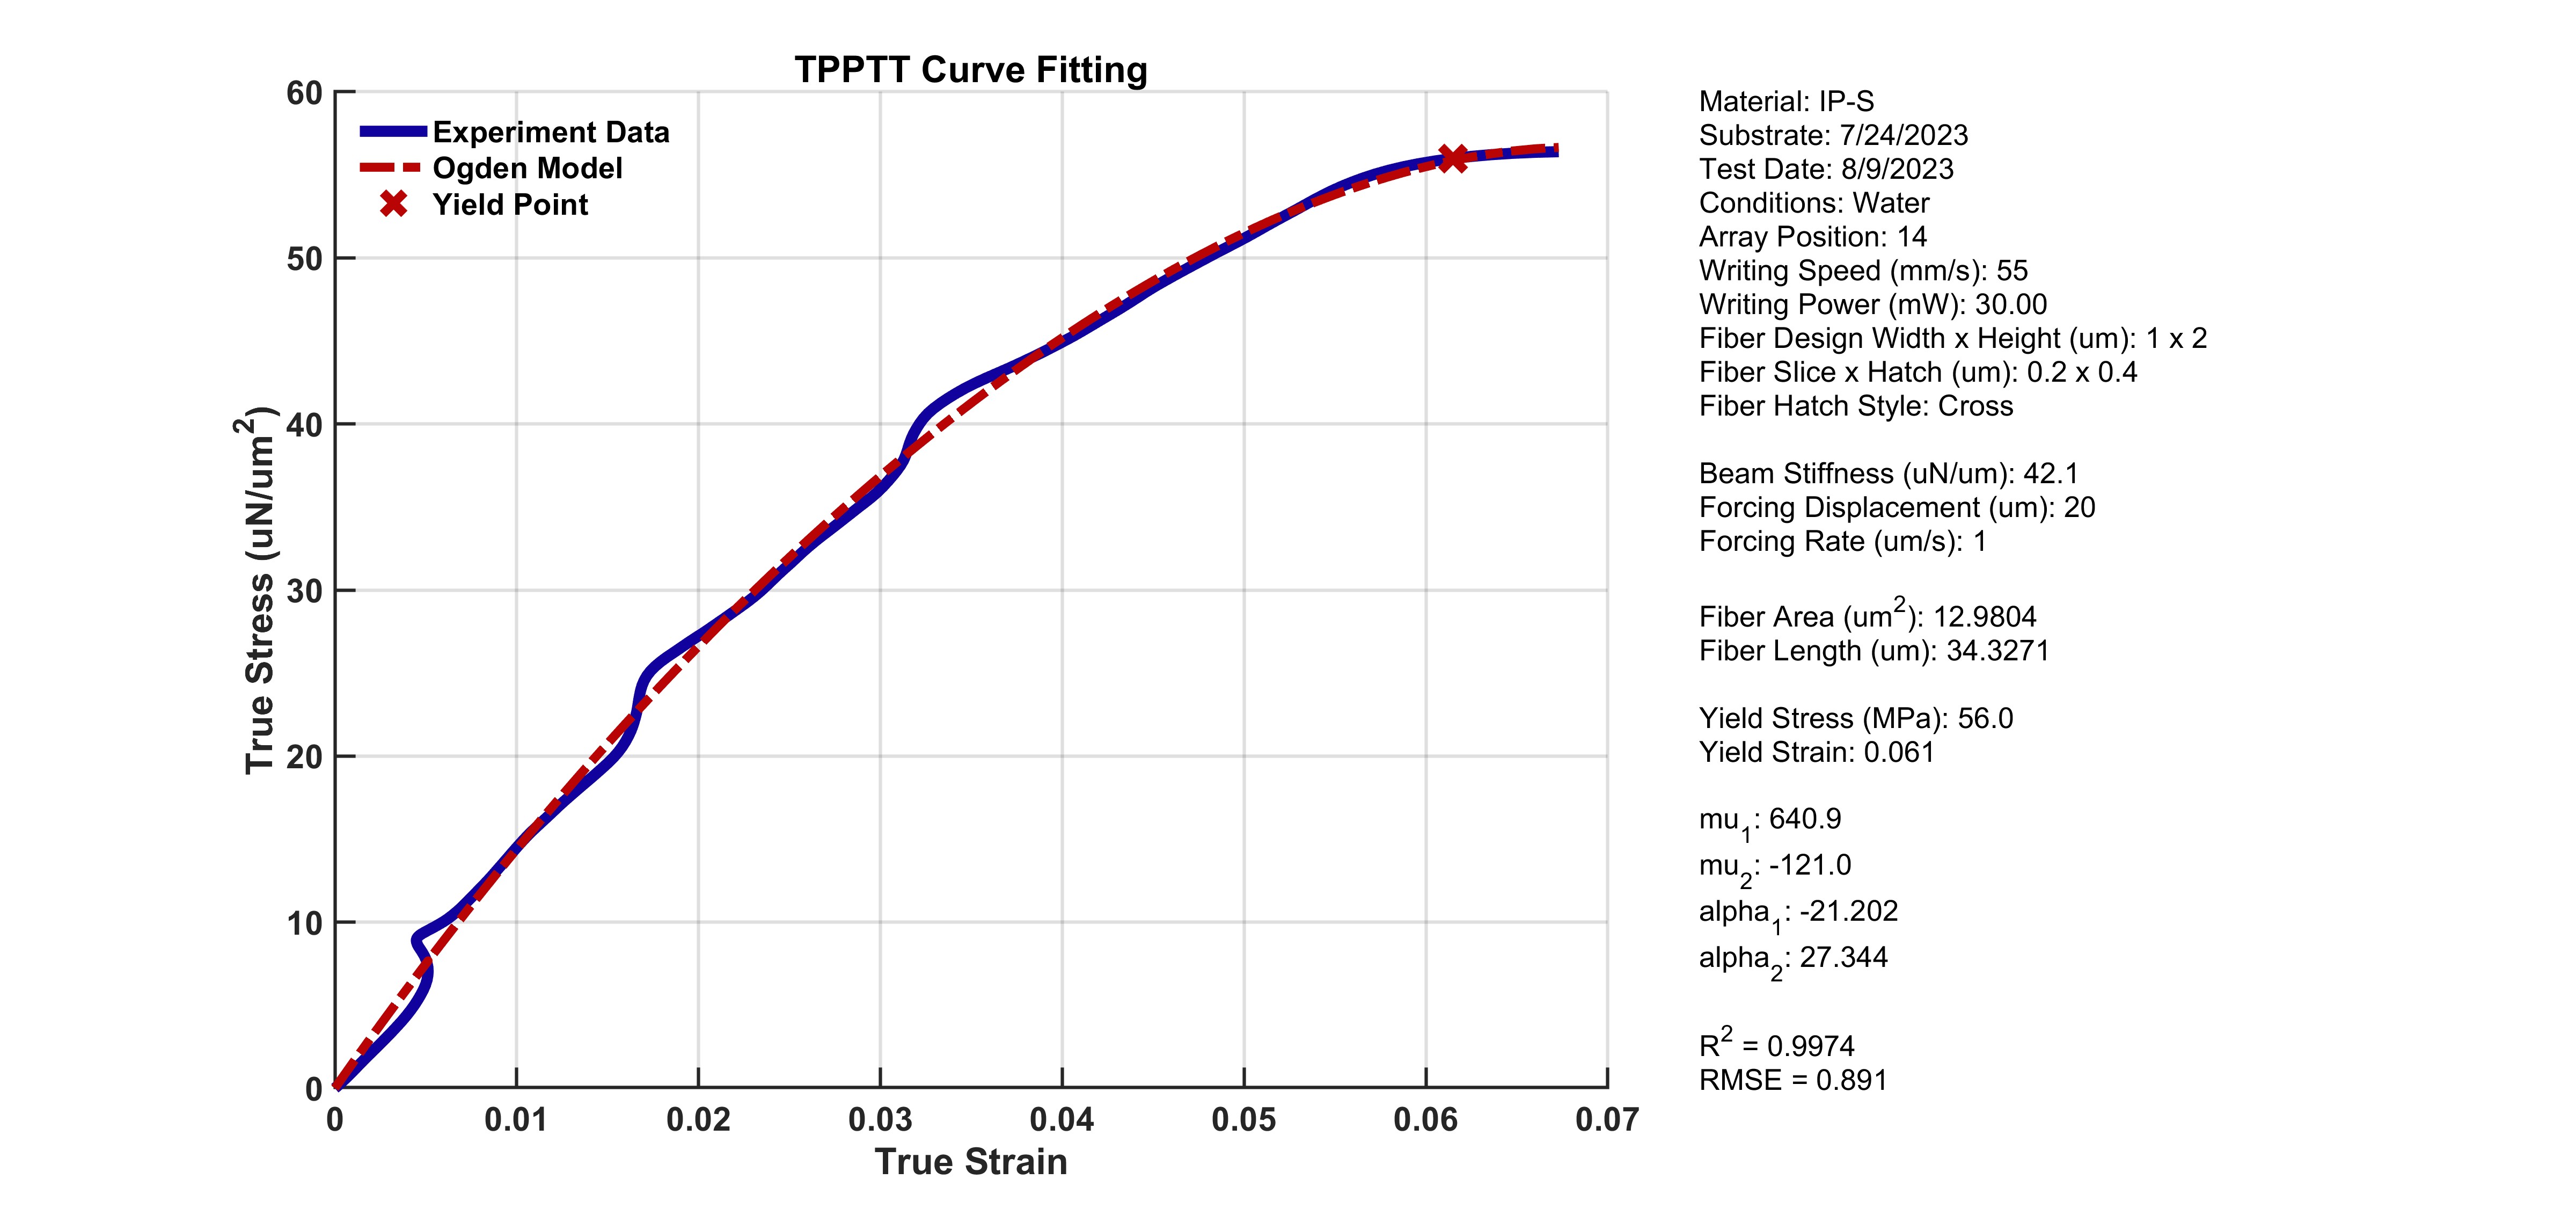 TPPTT Curve Fitting
Experiment Data
Ogden Model
Yield Point
True Stress (uN/um²)
60
50
40
30
20
10
0
0 0.01 0.02 0.03 0.04 0.05 0.06 0.07
True Strain
Material: IP-S
Substrate: 7/24/2023
Test Date: 8/9/2023
Conditions: Water
Array Position: 14
Writing Speed (mm/s): 55
Writing Power (mW): 30.00
Fiber Design Width x Height (um): 1 x 2
Fiber Slice x Hatch (um): 0.2 x 0.4
Fiber Hatch Style: Cross
Beam Stiffness (uN/um): 42.1
Forcing Displacement (um): 20
Forcing Rate (um/s): 1
Fiber Area (um²): 12.9804
Fiber Length (um): 34.3271
Yield Stress (MPa): 56.0
Yield Strain: 0.061
mu₁: 640.9
mu₂: -121.0
alpha₁: -21.202
alpha₂: 27.344
R² = 0.9974
RMSE = 0.891